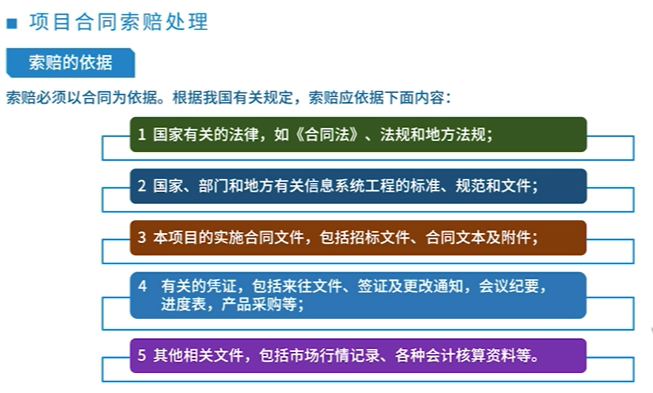 ■ 项目合同索赔处理
索赔的依据
索赔必须以合同为依据。根据我国有关规定，索赔应依据下面内容：
1 国家有关的法律，如《合同法》、法规和地方法规；
2 国家、部门和地方有关信息系统工程的标准、规范和文件；
3 本项目的实施合同文件，包括招标文件、合同文本及附件；
4 有关的凭证，包括来往文件、签证及更改通知，会议纪要，
进度表，产品采购等；
5 其他相关文件，包括市场行情记录、各种会计核算资料等。